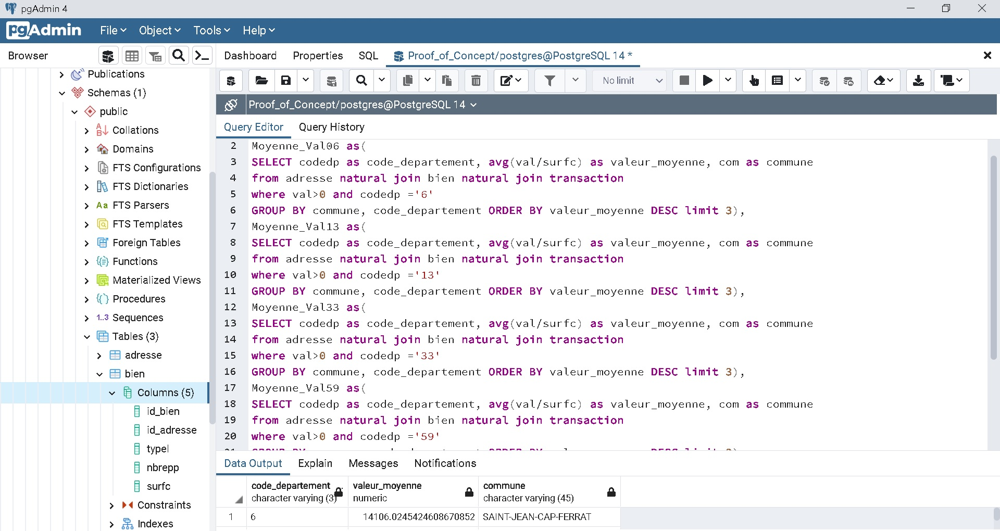 pgAdmin 4
pgAdmin File Object Tools Help
Browser Dashboard Properties SQL Proof_of_Concept/postgres@PostgreSQL 14 *
No limit
Proof_of_Concept/postgres@PostgreSQL 14
Query Editor Query History
Publications
Schemas (1)
public
Collations
Domains
FTS Configurations
FTS Dictionaries
Aa FTS Parsers
FTS Templates
Foreign Tables
Functions
Materialized Views
Procedures
1..3 Sequences
Tables (3)
adresse
bien
Columns (5)
id_bien
id_adresse
typel
nbrepp
surfc
Constraints
Indexes
2 Moyenne_Val06 as(
3 SELECT codedp as code_departement, avg(val/surfc) as valeur_moyenne, com as commune
4 from adresse natural join bien natural join transaction
5 where val>0 and codedp ='6'
6 GROUP BY commune, code_departement ORDER BY valeur_moyenne DESC limit 3),
7 Moyenne_Val13 as(
8 SELECT codedp as code_departement, avg(val/surfc) as valeur_moyenne, com as commune
9 from adresse natural join bien natural join transaction
10 where val>0 and codedp ='13'
11 GROUP BY commune, code_departement ORDER BY valeur_moyenne DESC limit 3),
12 Moyenne_Val33 as(
13 SELECT codedp as code_departement, avg(val/surfc) as valeur_moyenne, com as commune
14 from adresse natural join bien natural join transaction
15 where val>0 and codedp ='33'
16 GROUP BY commune, code_departement ORDER BY valeur_moyenne DESC limit 3),
17 Moyenne_Val59 as(
18 SELECT codedp as code_departement, avg(val/surfc) as valeur_moyenne, com as commune
19 from adresse natural join bien natural join transaction
20 where val>0 and codedp ='59'
Data Output Explain Messages Notifications
code_departement valeur_moyenne commune
character varying (3) numeric character varying (45)
1 6 14106.0245424608670852 SAINT-JEAN-CAP-FERRAT